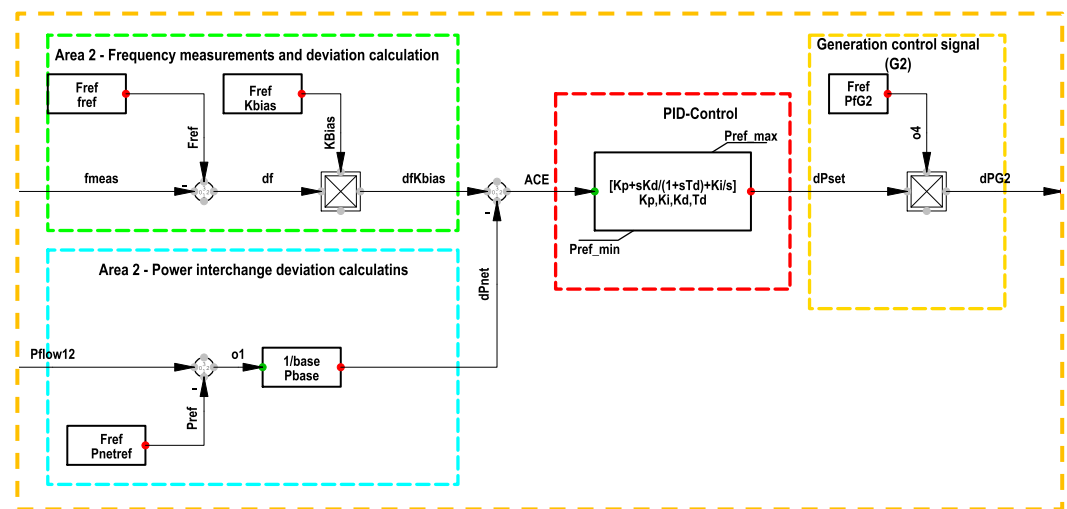 Area 2 - Frequency measurements and deviation calculation
Generation control signal
(G2)
Fref
fref
Fref
Kbias
Fref
PfG2
PID-Control
Pref_max
Fref
KBias
o4
fmeas
-
df
dfKbias
ACE
[Kp+sKd/(1+sTd)+Ki/s]
Kp,Ki,Kd,Td
dPset
dPG2
-
Pref_min
Area 2 - Power interchange deviation calculatins
dPnet
Pflow12
o1
1/base
Pbase
-
Pref
Fref
Pnetref